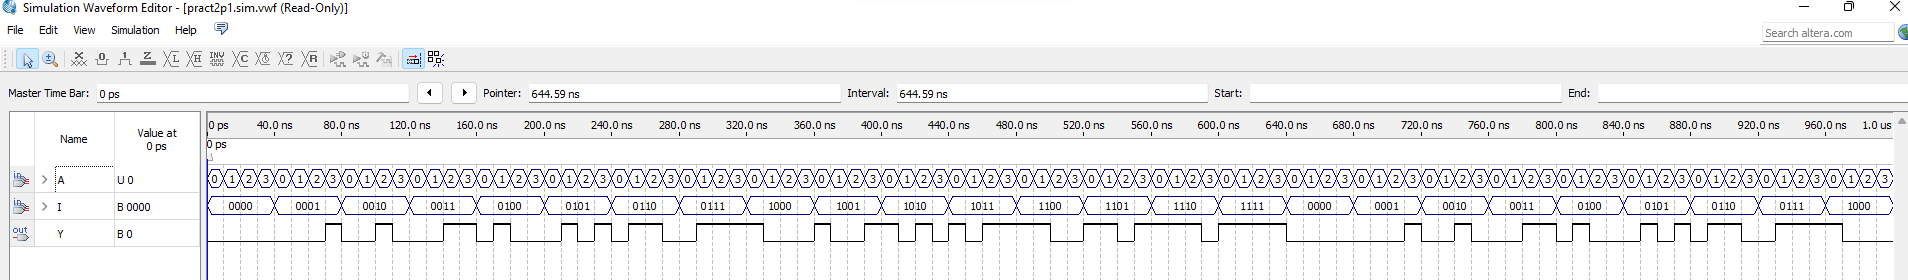 Simulation Waveform Editor - [pract2p1.sim.vwf (Read-Only)]
File Edit View Simulation Help
Search altera.com
Master Time Bar: 0 ps Pointer: 644.59 ns Interval: 644.59 ns Start: End:
Name Value at 0 ps
0 ps 40.0 ns 80.0 ns 120.0 ns 160.0 ns 200.0 ns 240.0 ns 280.0 ns 320.0 ns 360.0 ns 400.0 ns 440.0 ns 480.0 ns 520.0 ns 560.0 ns 600.0 ns 640.0 ns 680.0 ns 720.0 ns 760.0 ns 800.0 ns 840.0 ns 880.0 ns 920.0 ns 960.0 ns 1.0 us
0 ps
A U 0 0 1 2 3 0 1 2 3 0 1 2 3 0 1 2 3 0 1 2 3 0 1 2 3 0 1 2 3 0 1 2 3 0 1 2 3 0 1 2 3 0 1 2 3 0 1 2 3 0 1 2 3 0 1 2 3 0 1 2 3 0 1 2 3 0 1 2 3 0 1 2 3 0 1 2 3 0 1 2 3 0 1 2 3 0 1 2 3 0 1 2 3 0 1 2 3 0 1 2 3
I B 0000 0000 0001 0010 0011 0100 0101 0110 0111 1000 1001 1010 1011 1100 1101 1110 1111 0000 0001 0010 0011 0100 0101 0110 0111 1000
Y B 0